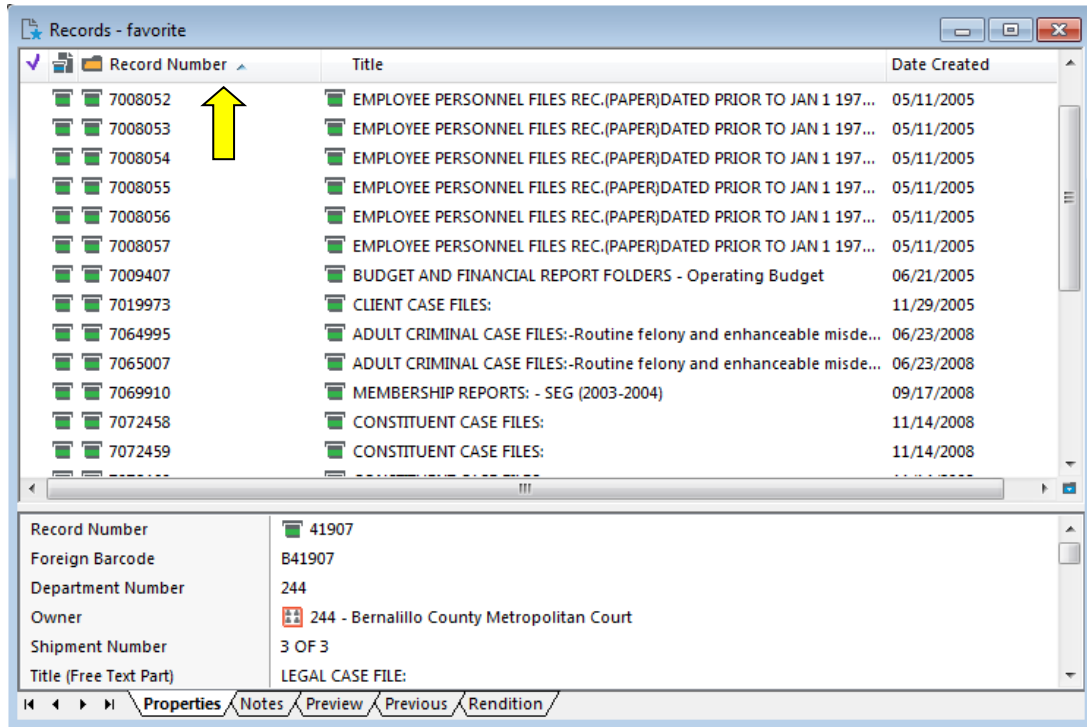 Records - favorite
Record Number Title Date Created
7008052 EMPLOYEE PERSONNEL FILES REC.(PAPER)DATED PRIOR TO JAN 1 197... 05/11/2005
7008053 EMPLOYEE PERSONNEL FILES REC.(PAPER)DATED PRIOR TO JAN 1 197... 05/11/2005
7008054 EMPLOYEE PERSONNEL FILES REC.(PAPER)DATED PRIOR TO JAN 1 197... 05/11/2005
7008055 EMPLOYEE PERSONNEL FILES REC.(PAPER)DATED PRIOR TO JAN 1 197... 05/11/2005
7008056 EMPLOYEE PERSONNEL FILES REC.(PAPER)DATED PRIOR TO JAN 1 197... 05/11/2005
7008057 EMPLOYEE PERSONNEL FILES REC.(PAPER)DATED PRIOR TO JAN 1 197... 05/11/2005
7009407 BUDGET AND FINANCIAL REPORT FOLDERS - Operating Budget 06/21/2005
7019973 CLIENT CASE FILES: 11/29/2005
7064995 ADULT CRIMINAL CASE FILES:-Routine felony and enhanceable misde... 06/23/2008
7065007 ADULT CRIMINAL CASE FILES:-Routine felony and enhanceable misde... 06/23/2008
7069910 MEMBERSHIP REPORTS: - SEG (2003-2004) 09/17/2008
7072458 CONSTITUENT CASE FILES: 11/14/2008
7072459 CONSTITUENT CASE FILES: 11/14/2008
Record Number 41907
Foreign Barcode B41907
Department Number 244
Owner 244 - Bernalillo County Metropolitan Court
Shipment Number 3 OF 3
Title (Free Text Part) LEGAL CASE FILE:
Properties Notes Preview Previous Rendition